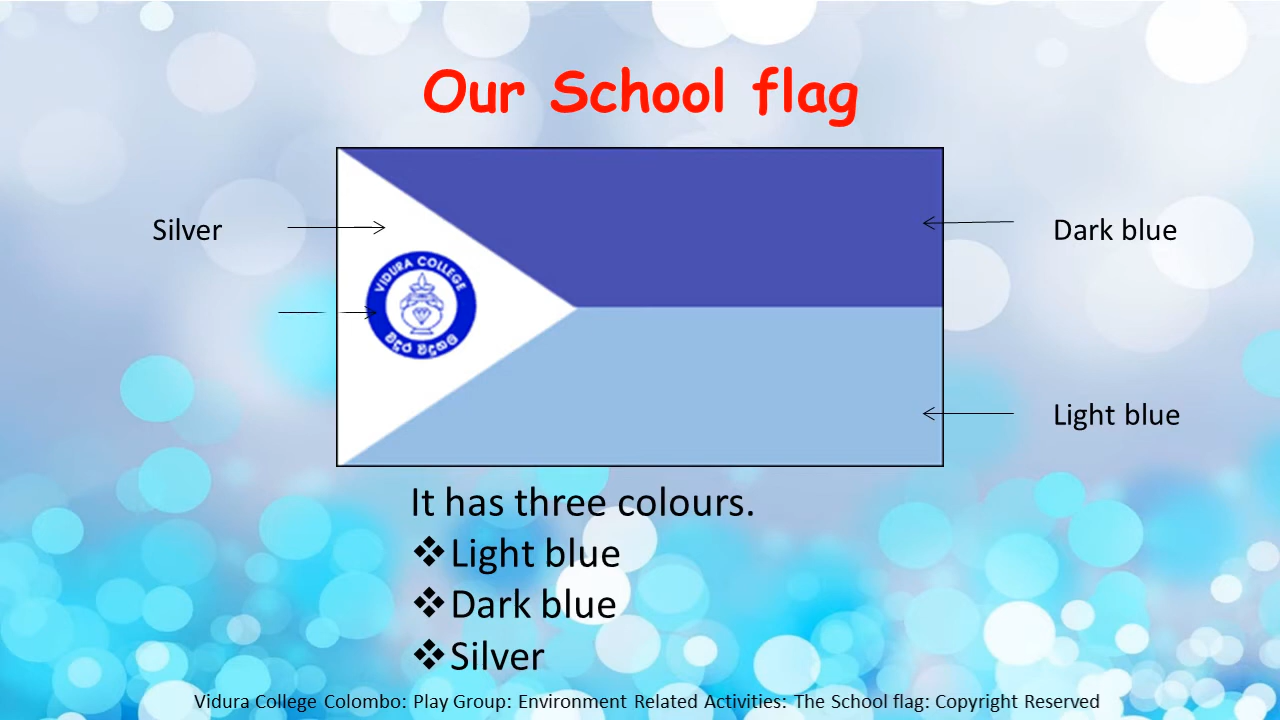 Our School flag
Silver
Dark blue
VIDURA COLLEGE
Light blue
It has three colours.
❖Light blue
❖Dark blue
❖Silver
Vidura College Colombo: Play Group: Environment Related Activities: The School flag: Copyright Reserved